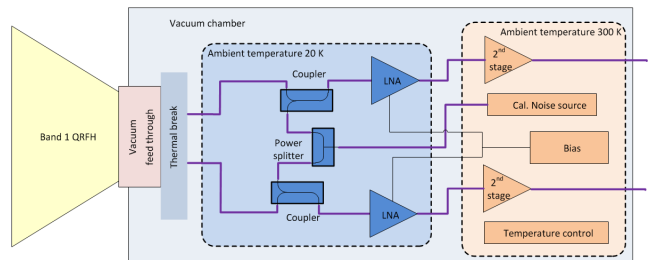 Vacuum chamber
Ambient temperature 20 K
Ambient temperature 300 K
Coupler
LNA
2nd
stage
Cal. Noise source
Band 1 QRFH
Vacuum
feed through
Thermal break
Power
splitter
Bias
Coupler
LNA
2nd
stage
Temperature control